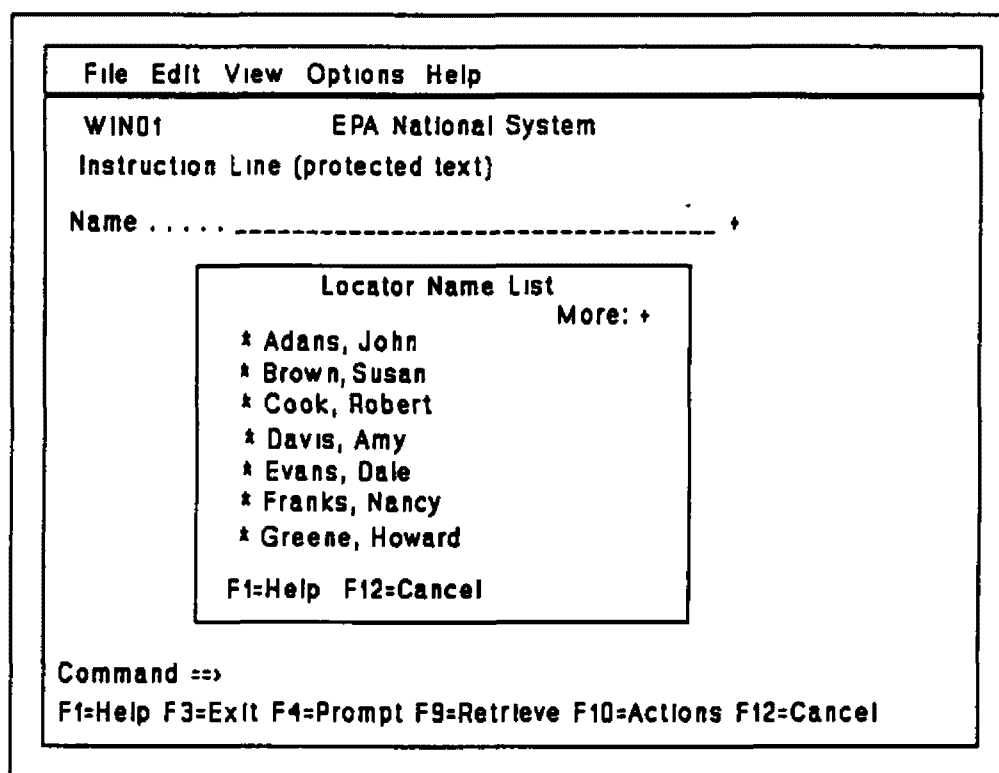 File Edit View Options Help
WIN01 EPA National System
Instruction Line (protected text)
Name ..... __________________________________ +
Locator Name List
More: +
* Adans, John
* Brown, Susan
* Cook, Robert
* Davis, Amy
* Evans, Dale
* Franks, Nancy
* Greene, Howard
F1=Help F12=Cancel
Command ==>
F1=Help F3=Exit F4=Prompt F9=Retrieve F10=Actions F12=Cancel